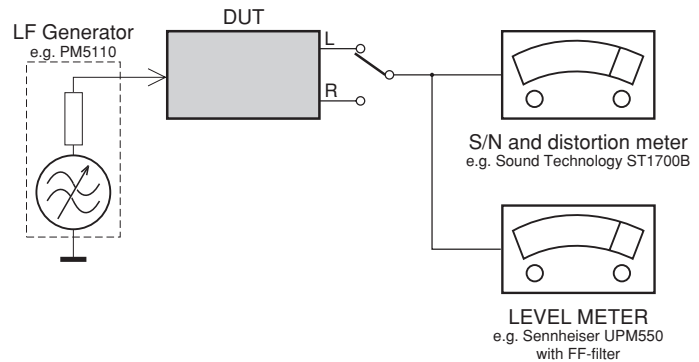 DUT
LF Generator
e.g. PM5110
L
R
S/N and distortion meter
e.g. Sound Technology ST1700B
LEVEL METER
e.g. Sennheiser UPM550
with FF-filter